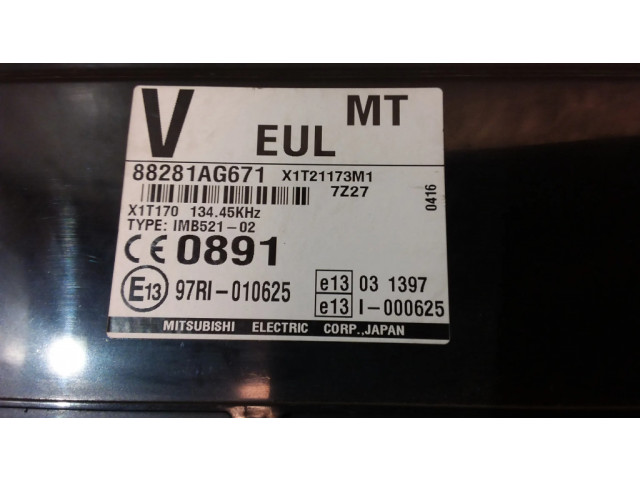 V EUL MT
88281AG671 X1T21173M1
7Z27
0416
X1T170 134.45KHz
TYPE: IMB521-02
CE 0891
E13 97RI-010625
e13 03 1397
e13 I-000625
MITSUBISHI ELECTRIC CORP.,JAPAN